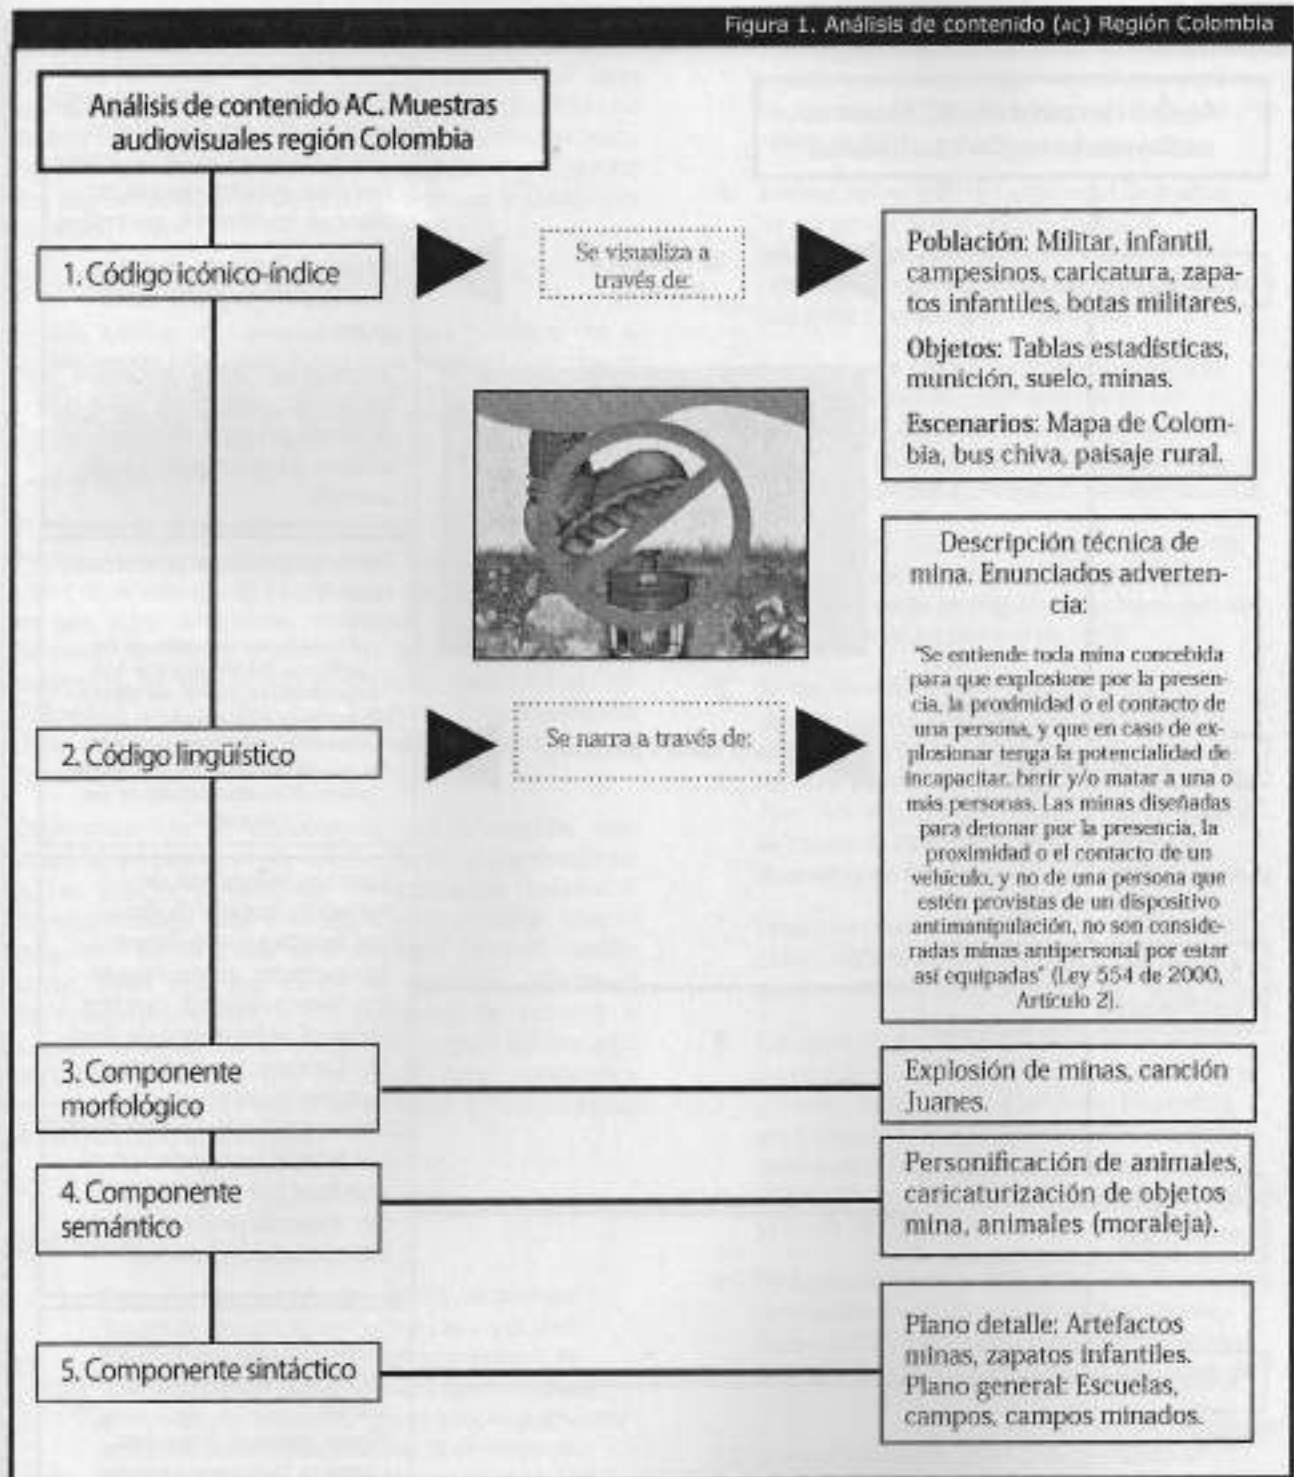 Figura 1. Análisis de contenido (AC) Región Colombia
Análisis de contenido AC. Muestras
audiovisuales región Colombia
1. Código icónico-índice
Se visualiza a
través de:
Población: Militar, infantil,
campesinos, caricatura, zapa-
tos infantiles, botas militares.
Objetos: Tablas estadísticas,
munición, suelo, minas.
Escenarios: Mapa de Colom-
bia, bus chiva, paisaje rural.
2. Código lingüístico
Se narra a través de:
Descripción técnica de
mina. Enunciados adverten-
cia:
"Se entiende toda mina concebida
para que explosione por la presen-
cia, la proximidad o el contacto de
una persona, y que en caso de ex-
plosionar tenga la potencialidad de
incapacitar, herir y/o matar a una o
más personas. Las minas diseñadas
para detonar por la presencia, la
proximidad o el contacto de un
vehículo, y no de una persona que
estén provistas de un dispositivo
antimanipulación, no son conside-
radas minas antipersonal por estar
así equipadas" (Ley 554 de 2000,
Artículo 2).
3. Componente
morfológico
Explosión de minas, canción
Juanes.
4. Componente
semántico
Personificación de animales,
caricaturización de objetos
mina, animales (moraleja).
5. Componente sintáctico
Plano detalle: Artefactos
minas, zapatos infantiles.
Plano general: Escuelas,
campos, campos minados.